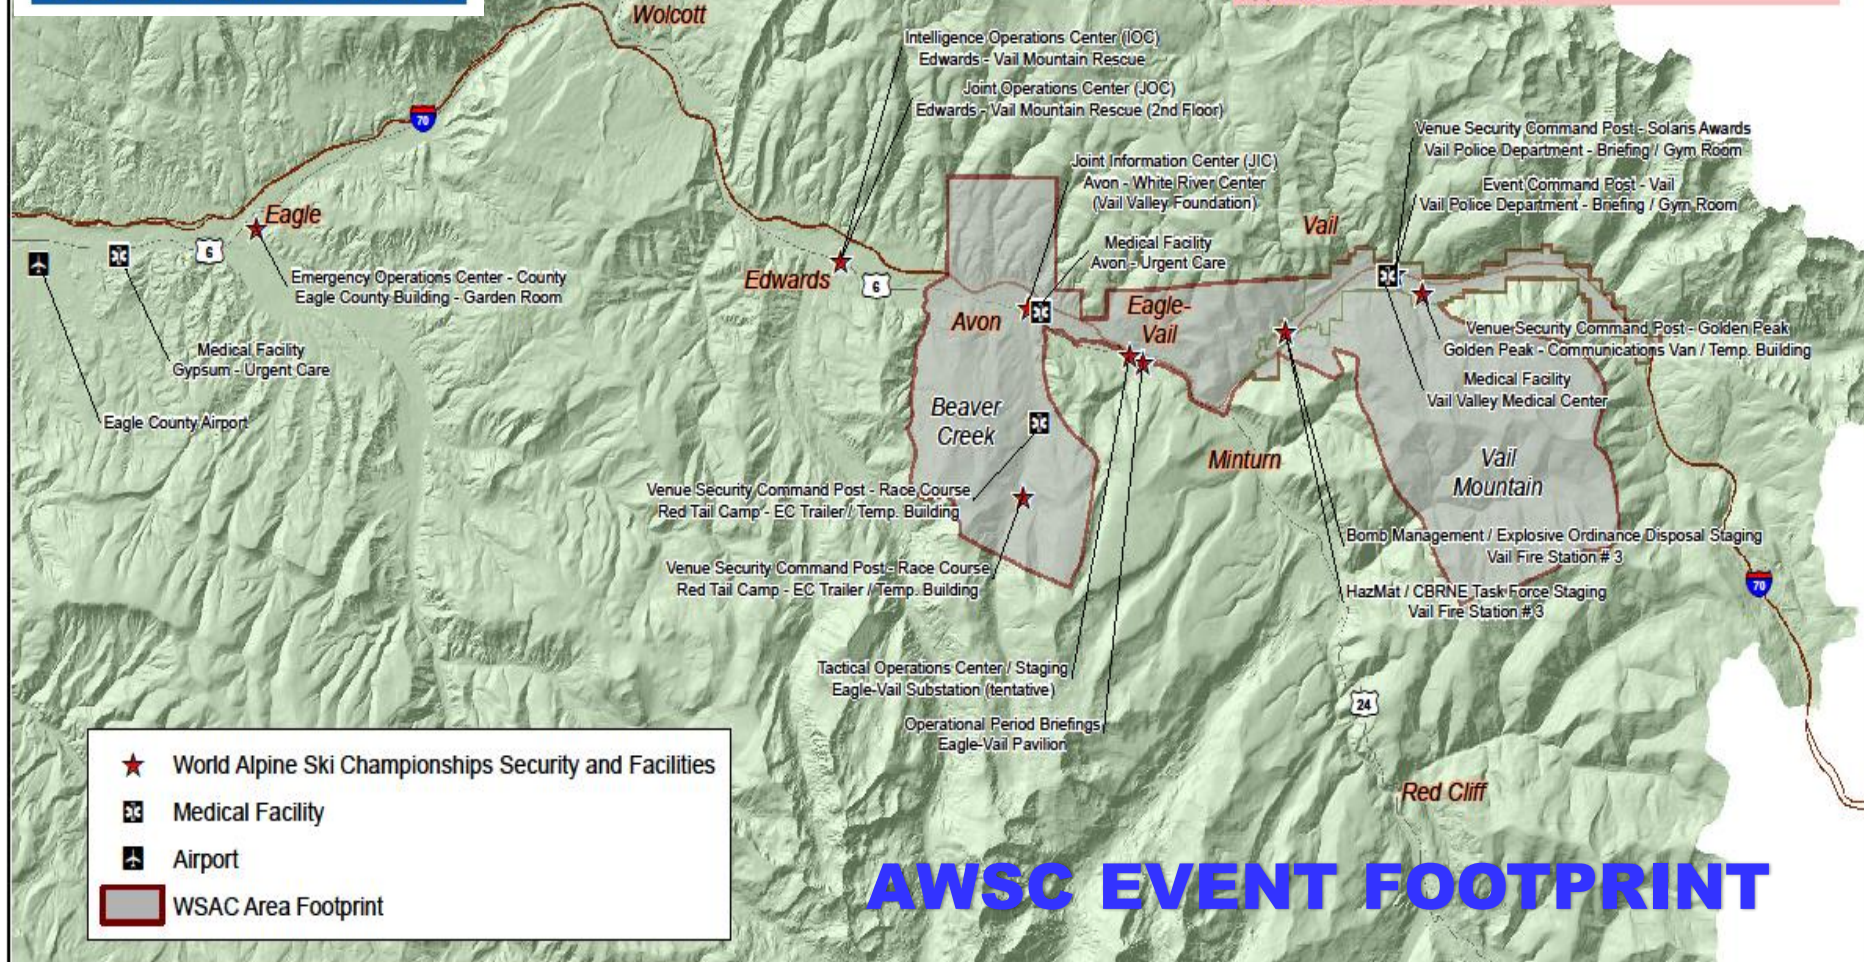 Wolcott
Intelligence Operations Center (IOC)
Edwards - Vail Mountain Rescue
Joint Operations Center (JOC)
Edwards - Vail Mountain Rescue (2nd Floor)
70
Venue Security Command Post - Solaris Awards
Vail Police Department - Briefing / Gym Room
Joint Information Center (JIC)
Avon - White River Center
(Vail Valley Foundation)
Event Command Post - Vail
Vail Police Department - Briefing / Gym Room
Eagle
Vail
6
Medical Facility
Avon - Urgent Care
Emergency Operations Center - County
Eagle County Building - Garden Room
Edwards
6
Avon
Eagle-
Vail
Venue Security Command Post - Golden Peak
Golden Peak - Communications Van / Temp. Building
Medical Facility
Gypsum - Urgent Care
Medical Facility
Vail Valley Medical Center
Eagle County Airport
Beaver
Creek
Minturn
Vail
Mountain
Venue Security Command Post - Race Course
Red Tail Camp - EC Trailer / Temp. Building
Bomb Management / Explosive Ordinance Disposal Staging
Vail Fire Station # 3
Venue Security Command Post - Race Course
Red Tail Camp - EC Trailer / Temp. Building
70
HazMat / CBRNE Task Force Staging
Vail Fire Station # 3
Tactical Operations Center / Staging
Eagle-Vail Substation (tentative)
24
Operational Period Briefings
Eagle-Vail Pavilion
World Alpine Ski Championships Security and Facilities
Medical Facility
Airport
WSAC Area Footprint
Red Cliff
AWSC EVENT FOOTPRINT